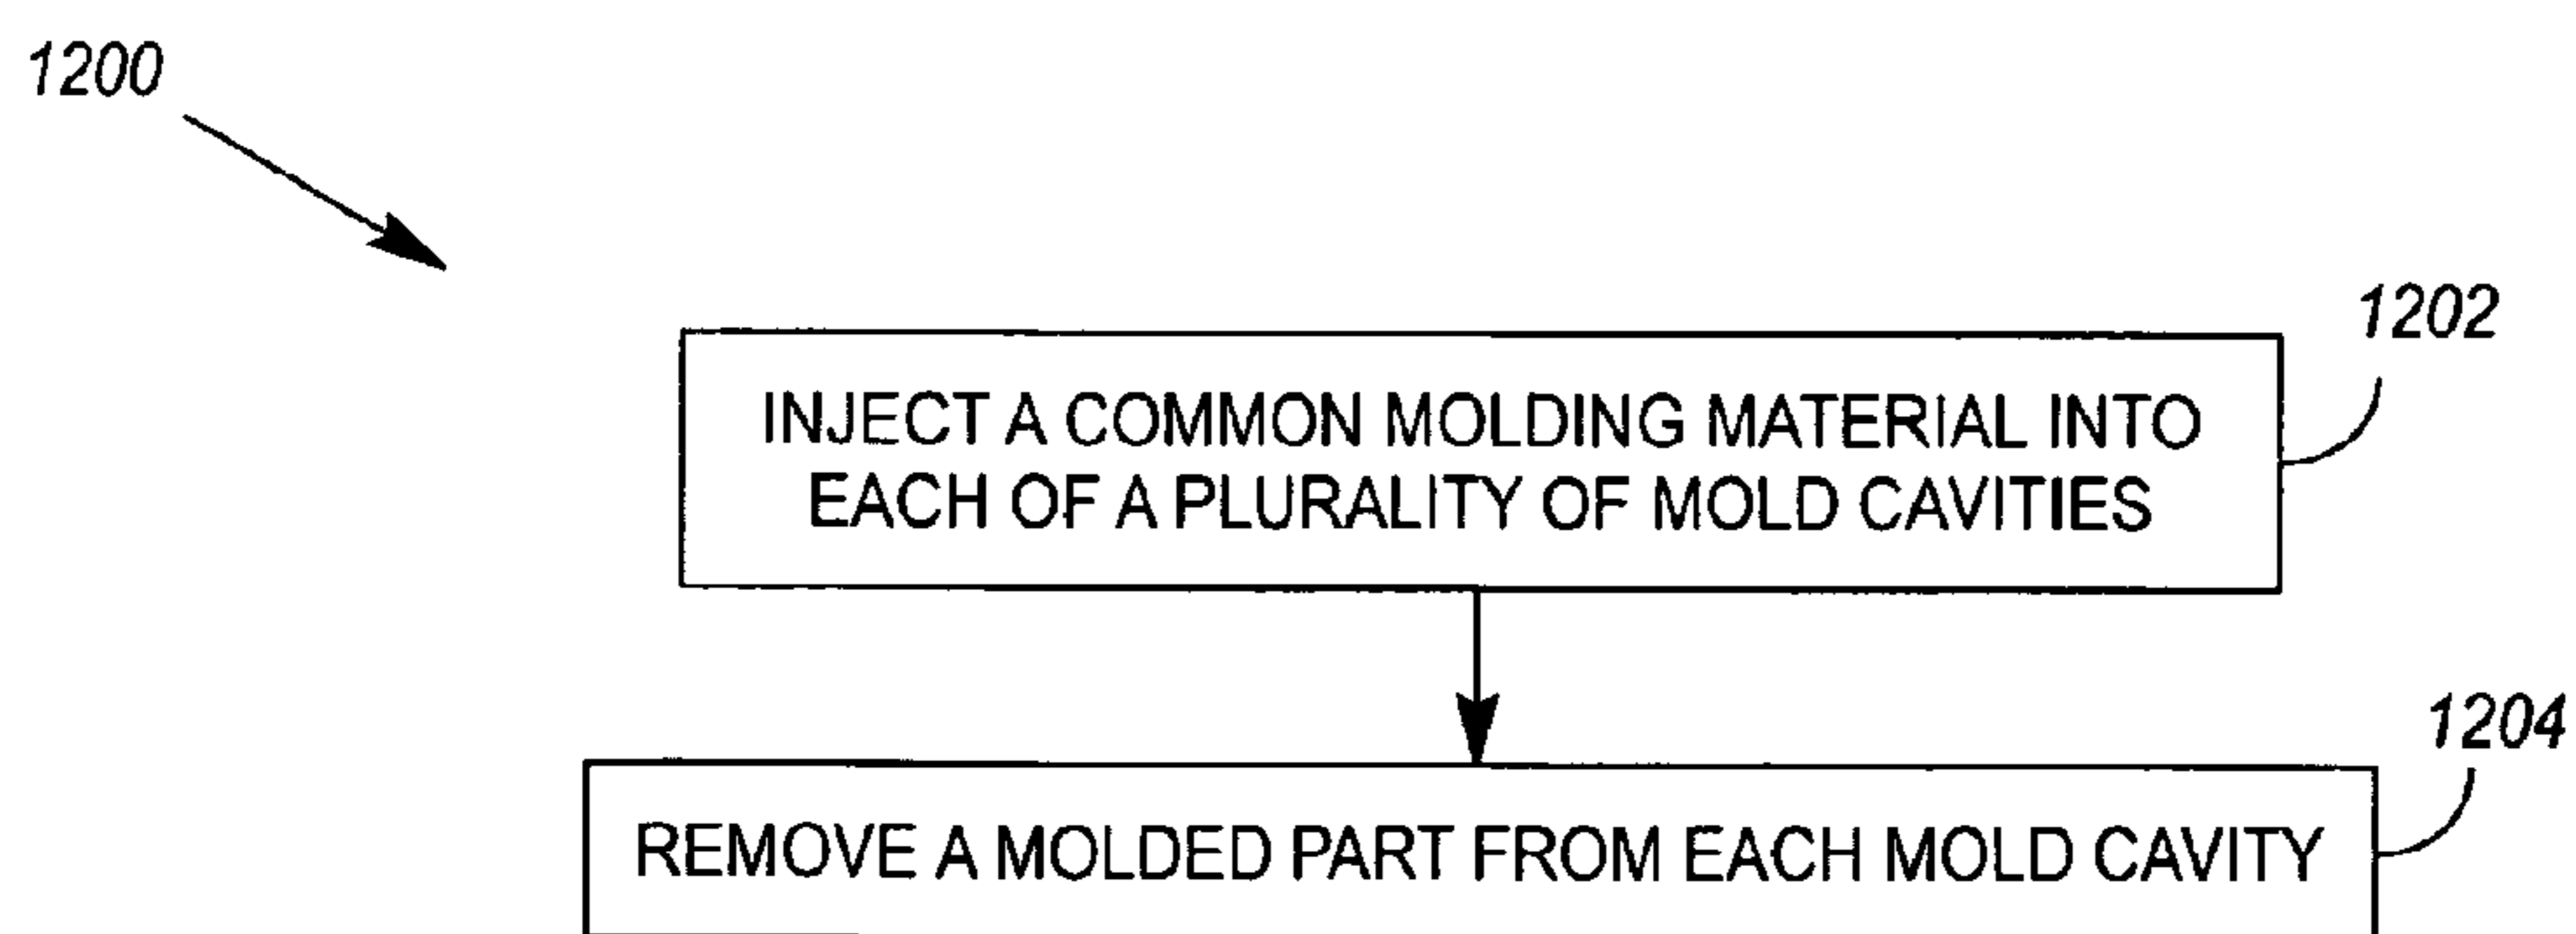 1200
1202
INJECT A COMMON MOLDING MATERIAL INTO
EACH OF A PLURALITY OF MOLD CAVITIES
1204
REMOVE A MOLDED PART FROM EACH MOLD CAVITY